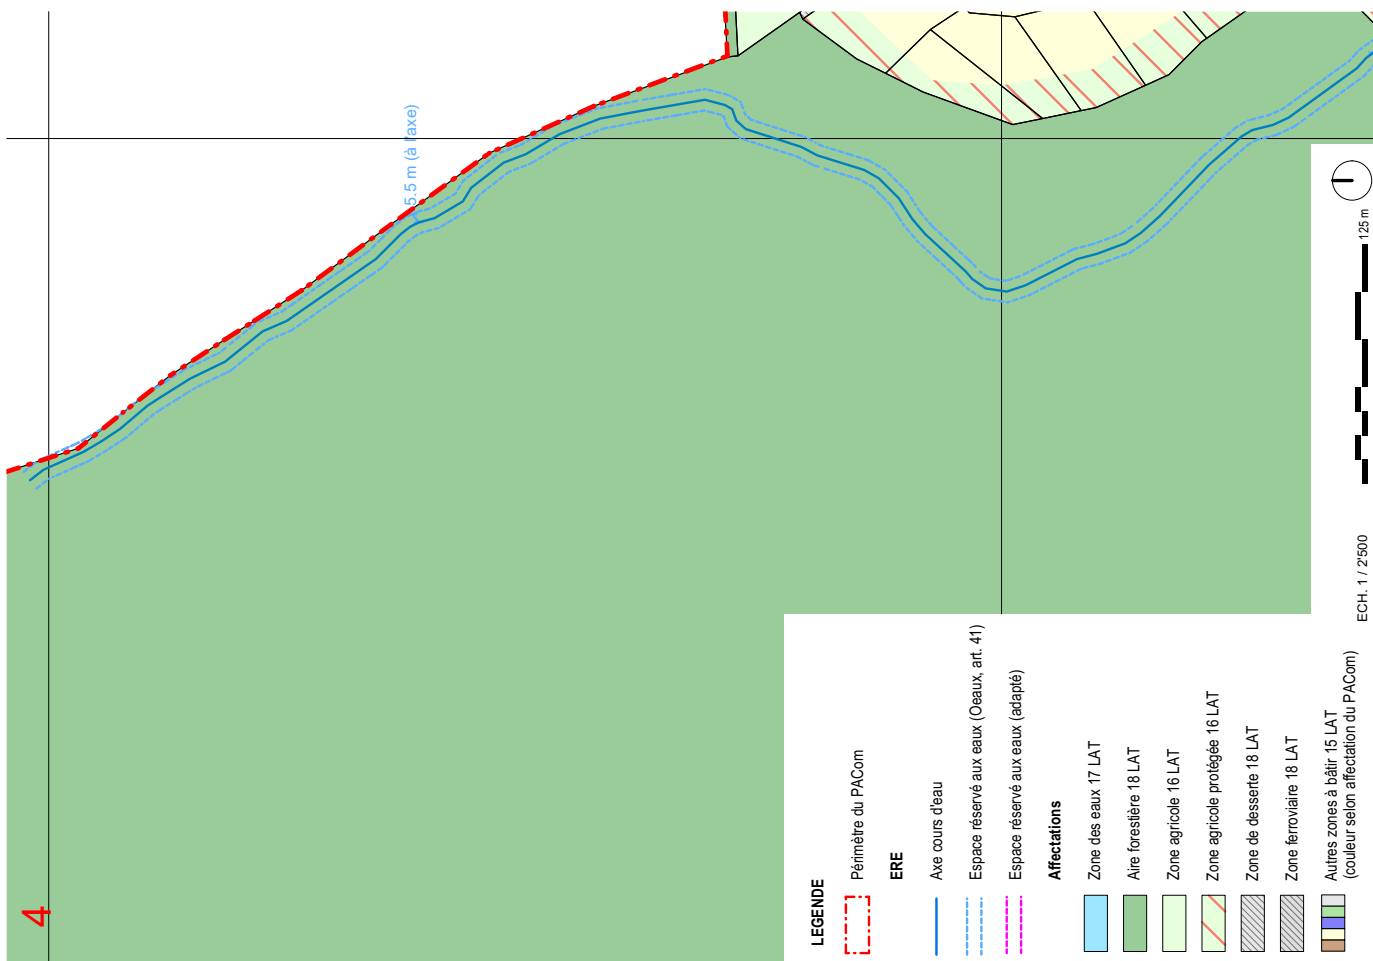 4
5.5 m (à l'axe)
LEGENDE
Périmètre du PACom
ERE
Axe cours d'eau
Espace réservé aux eaux (Oeaux, art. 41)
Espace réservé aux eaux (adapté)
Affectations
Zone des eaux 17 LAT
Aire forestière 18 LAT
Zone agricole 16 LAT
Zone agricole protégée 16 LAT
Zone de desserte 18 LAT
Zone ferroviaire 18 LAT
Autres zones à bâtir 15 LAT
(couleur selon affectation du PACom)
ECH. 1 / 2'500
125 m